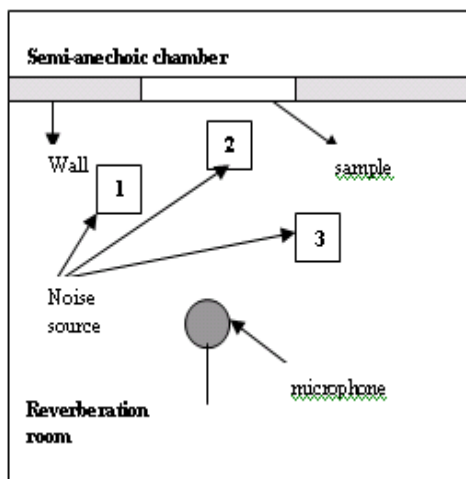 Semi-anechoic chamber
Wall
sample
2
1
3
Noise
source
microphone
Reverberation
room